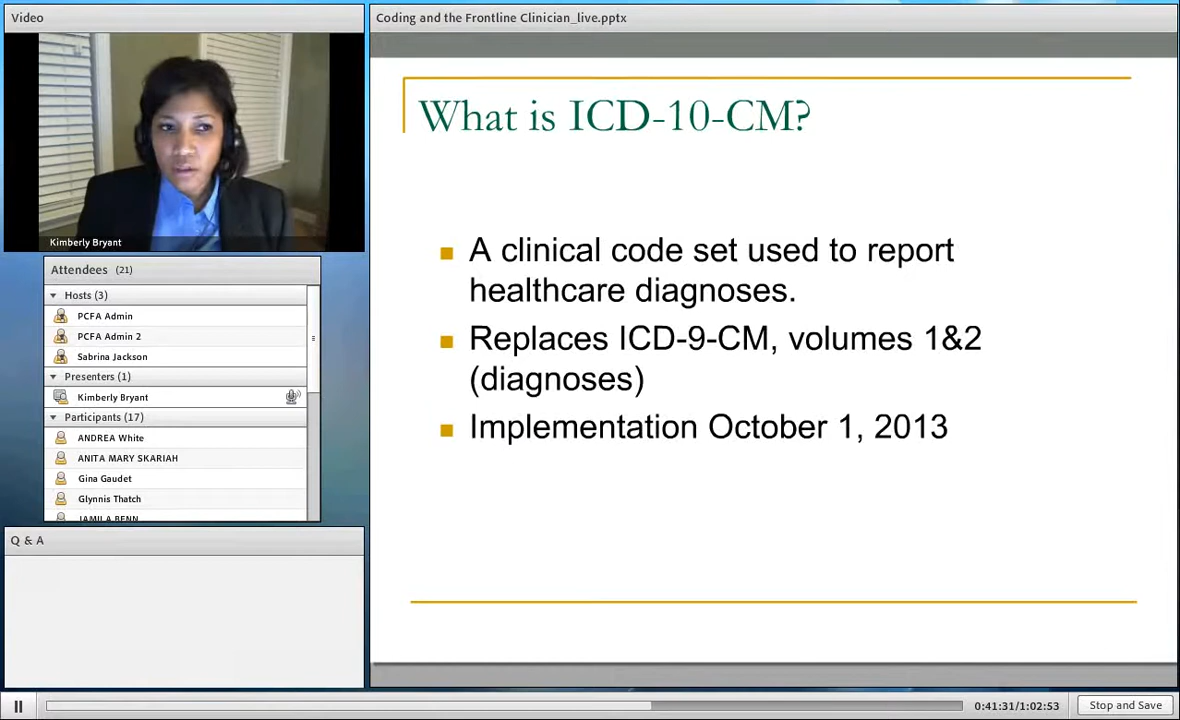 Video
Kimberly Bryant
Attendees (21)
Hosts (3)
PCFA Admin
PCFA Admin 2
Sabrina Jackson
Presenters (1)
Kimberly Bryant
Participants (17)
ANDREA White
ANITA MARY SKARIAH
Gina Gaudet
Glynnis Thatch
JAMILA BENN
Q & A
Coding and the Frontline Clinician_live.pptx
What is ICD-10-CM?
A clinical code set used to report
healthcare diagnoses.
Replaces ICD-9-CM, volumes 1&2
(diagnoses)
Implementation October 1, 2013
0:41:31/1:02:53
Stop and Save